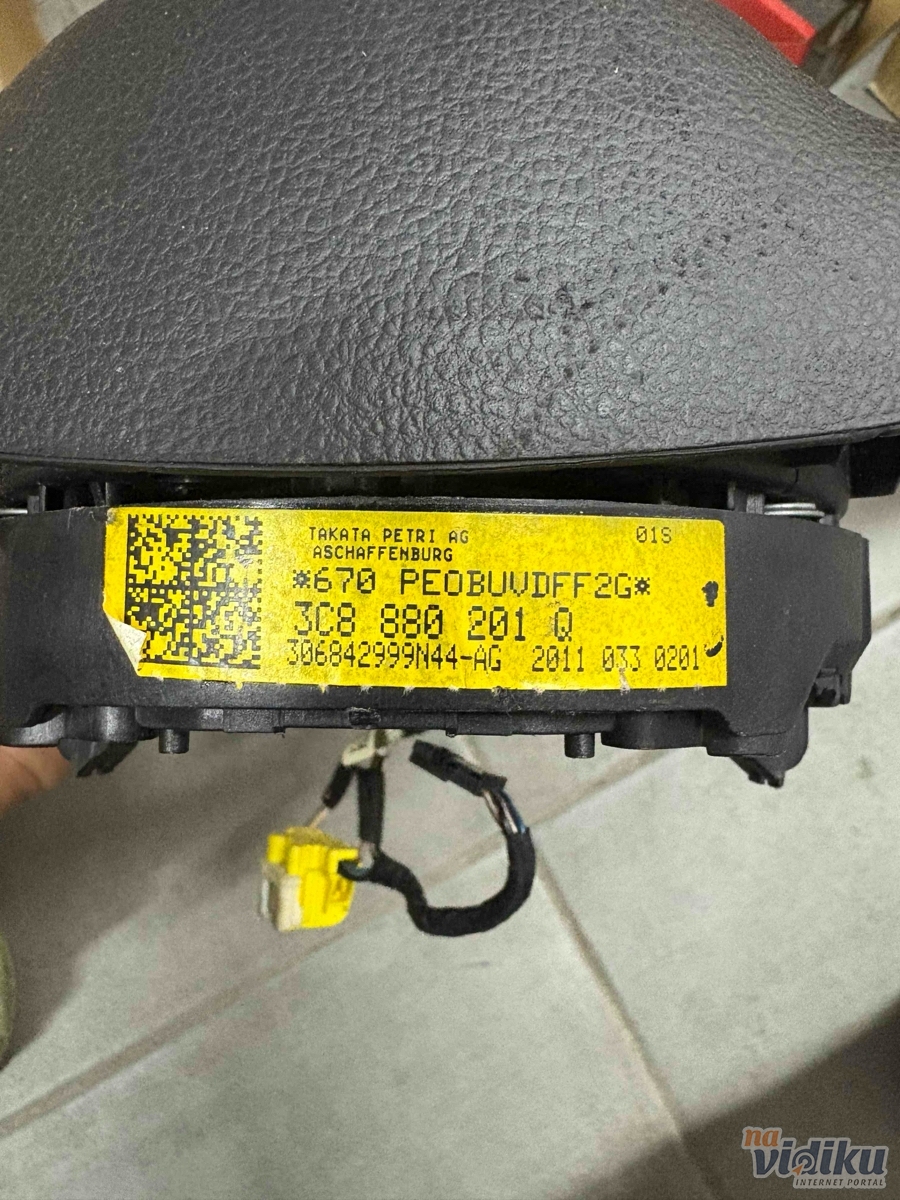 TAKATA PETRI AG 01S
ASCHAFFENBURG
*670 PEOBUVDFF2G*
3C8 880 201 Q
306842999N44-AG 2011 033 0201
na
vidiku
INTERNET PORTAL